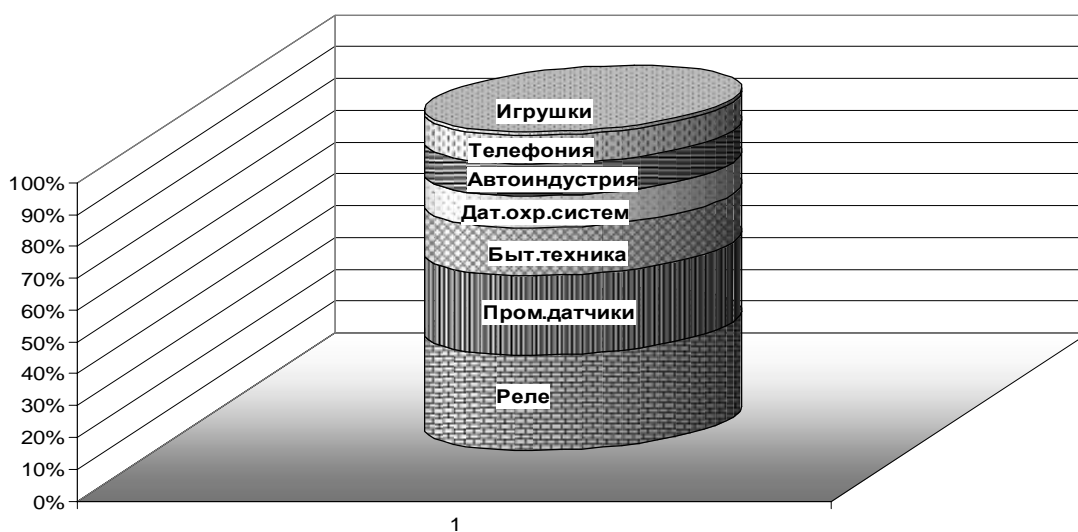 Игрушки
Телефония
Автоиндустрия
Дат.охр.систем
Быт.техника
Пром.датчики
Реле
100%
90%
80%
70%
60%
50%
40%
30%
20%
10%
0%
1